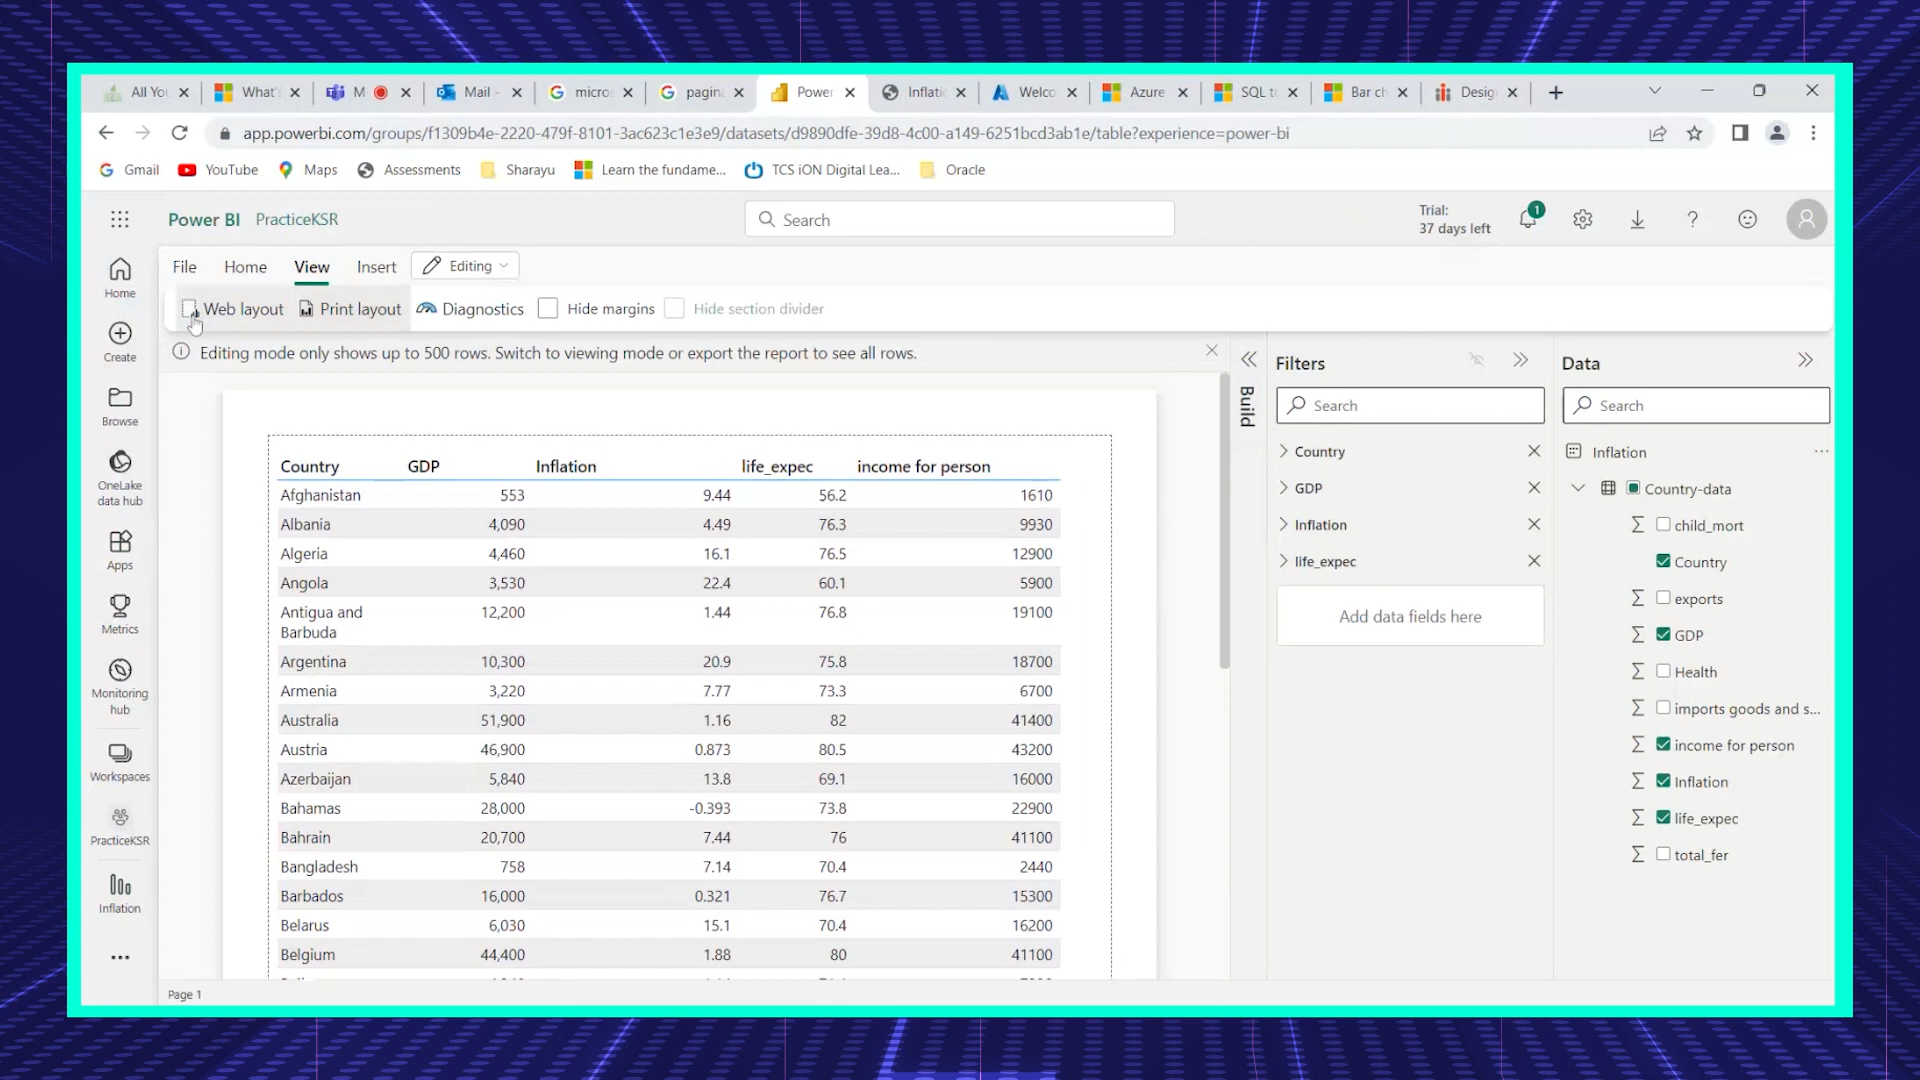 All You
What'
M
Mail -
micro
pagin
Power
Inflatio
Welco
Azure
SQL to
Bar ch
Desig
app.powerbi.com/groups/f1309b4e-2220-479f-8101-3ac623c1e3e9/datasets/d9890dfe-39d8-4c00-a149-6251bcd3ab1e/table?experience=power-bi
Gmail
YouTube
Maps
Assessments
Sharayu
Learn the fundame...
TCS iON Digital Lea...
Oracle
Power BI PracticeKSR
Search
Trial:
37 days left
1
File Home View Insert Editing
Web layout Print layout Diagnostics Hide margins Hide section divider
Editing mode only shows up to 500 rows. Switch to viewing mode or export the report to see all rows.
Home
Create
Browse
OneLake
data hub
Apps
Metrics
Monitoring
hub
Workspaces
PracticeKSR
Inflation
Country GDP Inflation life_expec income for person
Afghanistan 553 9.44 56.2 1610
Albania 4,090 4.49 76.3 9930
Algeria 4,460 16.1 76.5 12900
Angola 3,530 22.4 60.1 5900
Antigua and 12,200 1.44 76.8 19100
Barbuda
Argentina 10,300 20.9 75.8 18700
Armenia 3,220 7.77 73.3 6700
Australia 51,900 1.16 82 41400
Austria 46,900 0.873 80.5 43200
Azerbaijan 5,840 13.8 69.1 16000
Bahamas 28,000 -0.393 73.8 22900
Bahrain 20,700 7.44 76 41100
Bangladesh 758 7.14 70.4 2440
Barbados 16,000 0.321 76.7 15300
Belarus 6,030 15.1 70.4 16200
Belgium 44,400 1.88 80 41100
Page 1
Build
Filters
Search
Country
GDP
Inflation
life_expec
Add data fields here
Data
Search
Inflation
Country-data
child_mort
Country
exports
GDP
Health
imports goods and s...
income for person
Inflation
life_expec
total_fer